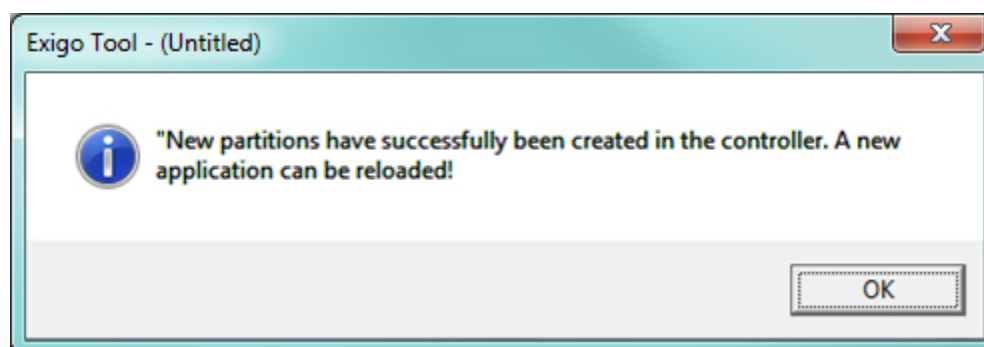 Exigo Tool - (Untitled)
"New partitions have successfully been created in the controller. A new
application can be reloaded!
OK